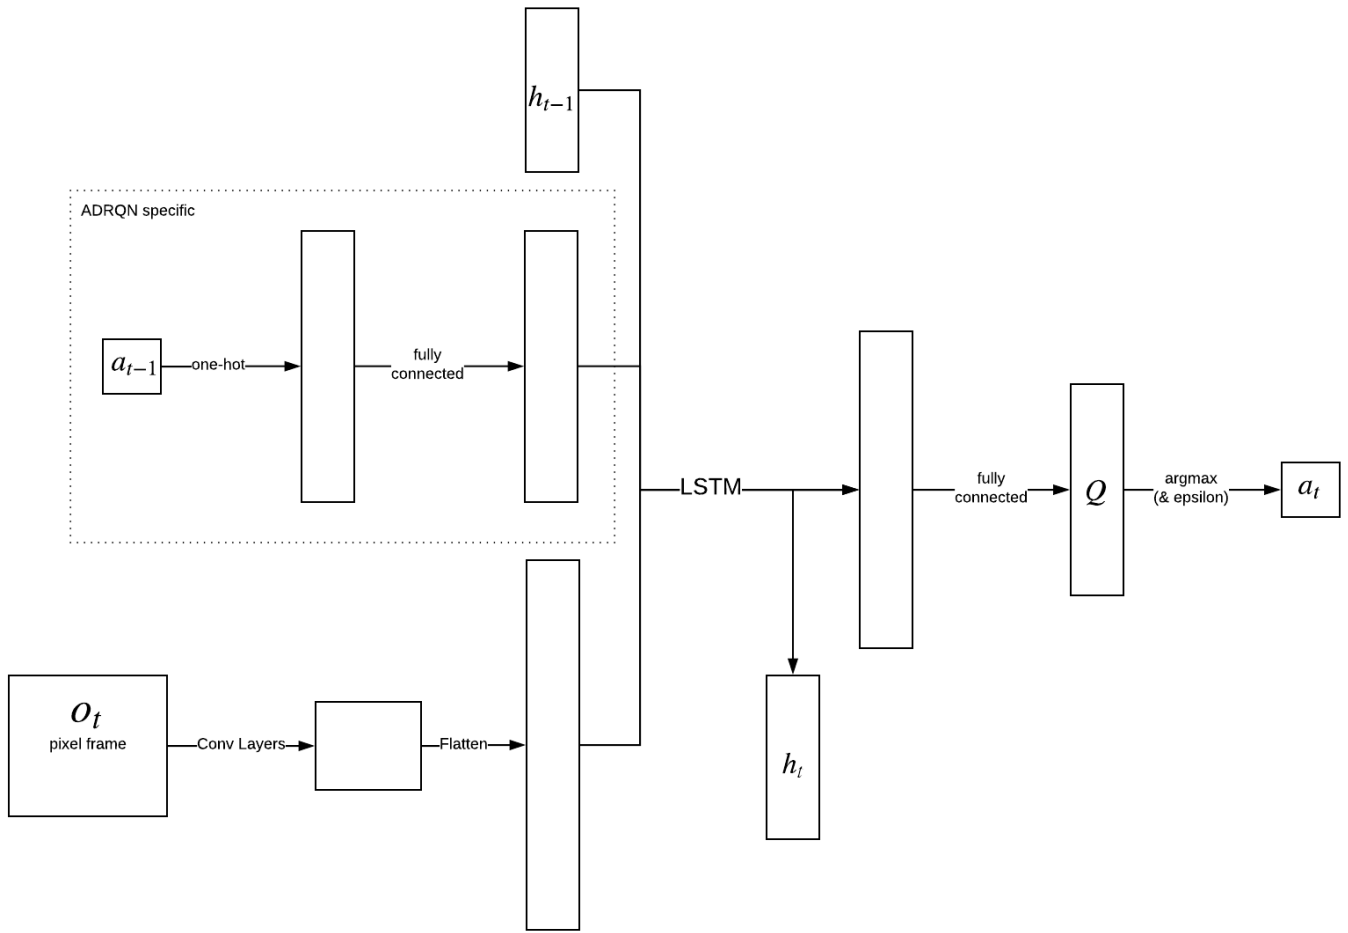 h_{t−1}
ADRQN specific
a_{t−1}
one-hot
fully
connected
LSTM
fully
connected
Q
argmax
(& epsilon)
a_t
o_t
pixel frame
Conv Layers
Flatten
h_t